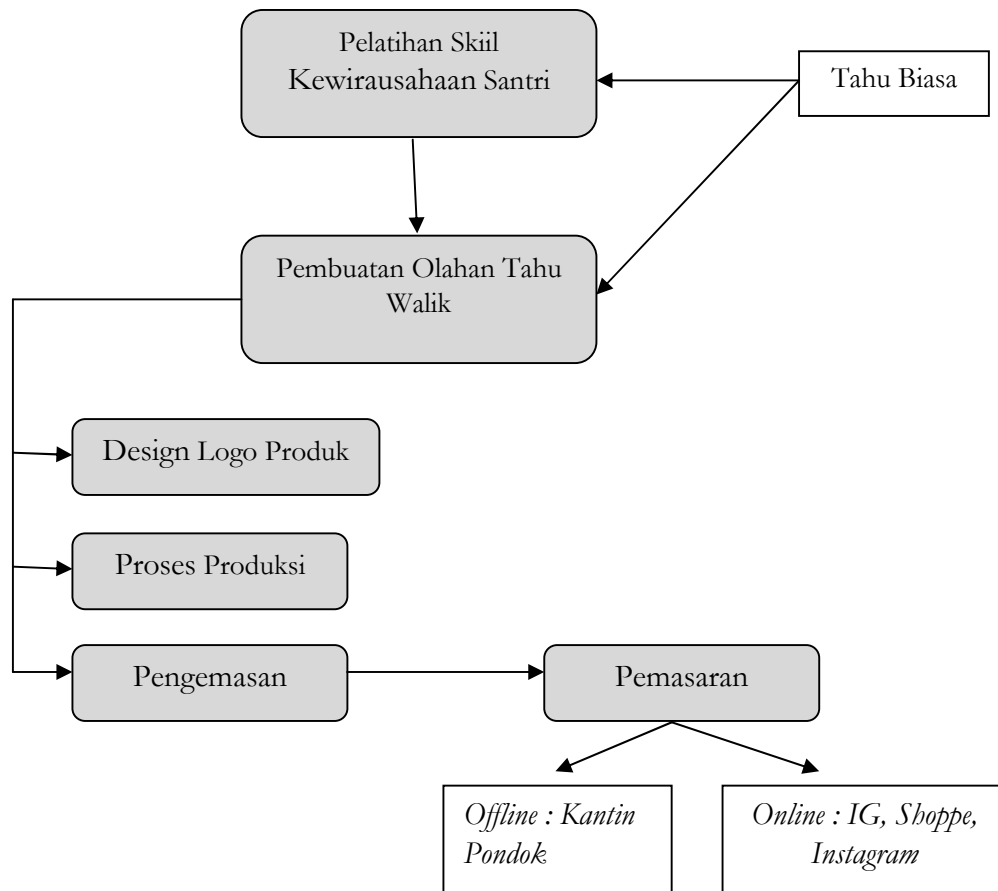 Pelatihan Skiil
Kewirausahaan Santri
Tahu Biasa
Pembuatan Olahan Tahu
Walik
Design Logo Produk
Proses Produksi
Pengemasan
Pemasaran
Offline : Kantin
Pondok
Online : IG, Shoppe,
Instagram